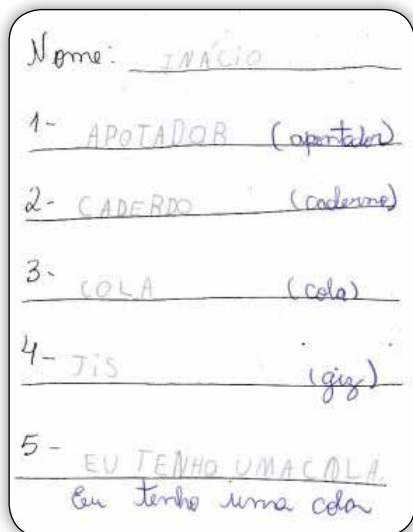 Nome: INÁCIO
1- APOTADOR (apontador)
2- CADERDO (caderno)
3- COLA (cola)
4- JIS (giz)
5- EU TENHO UMACOLA.
Eu tenho uma cola